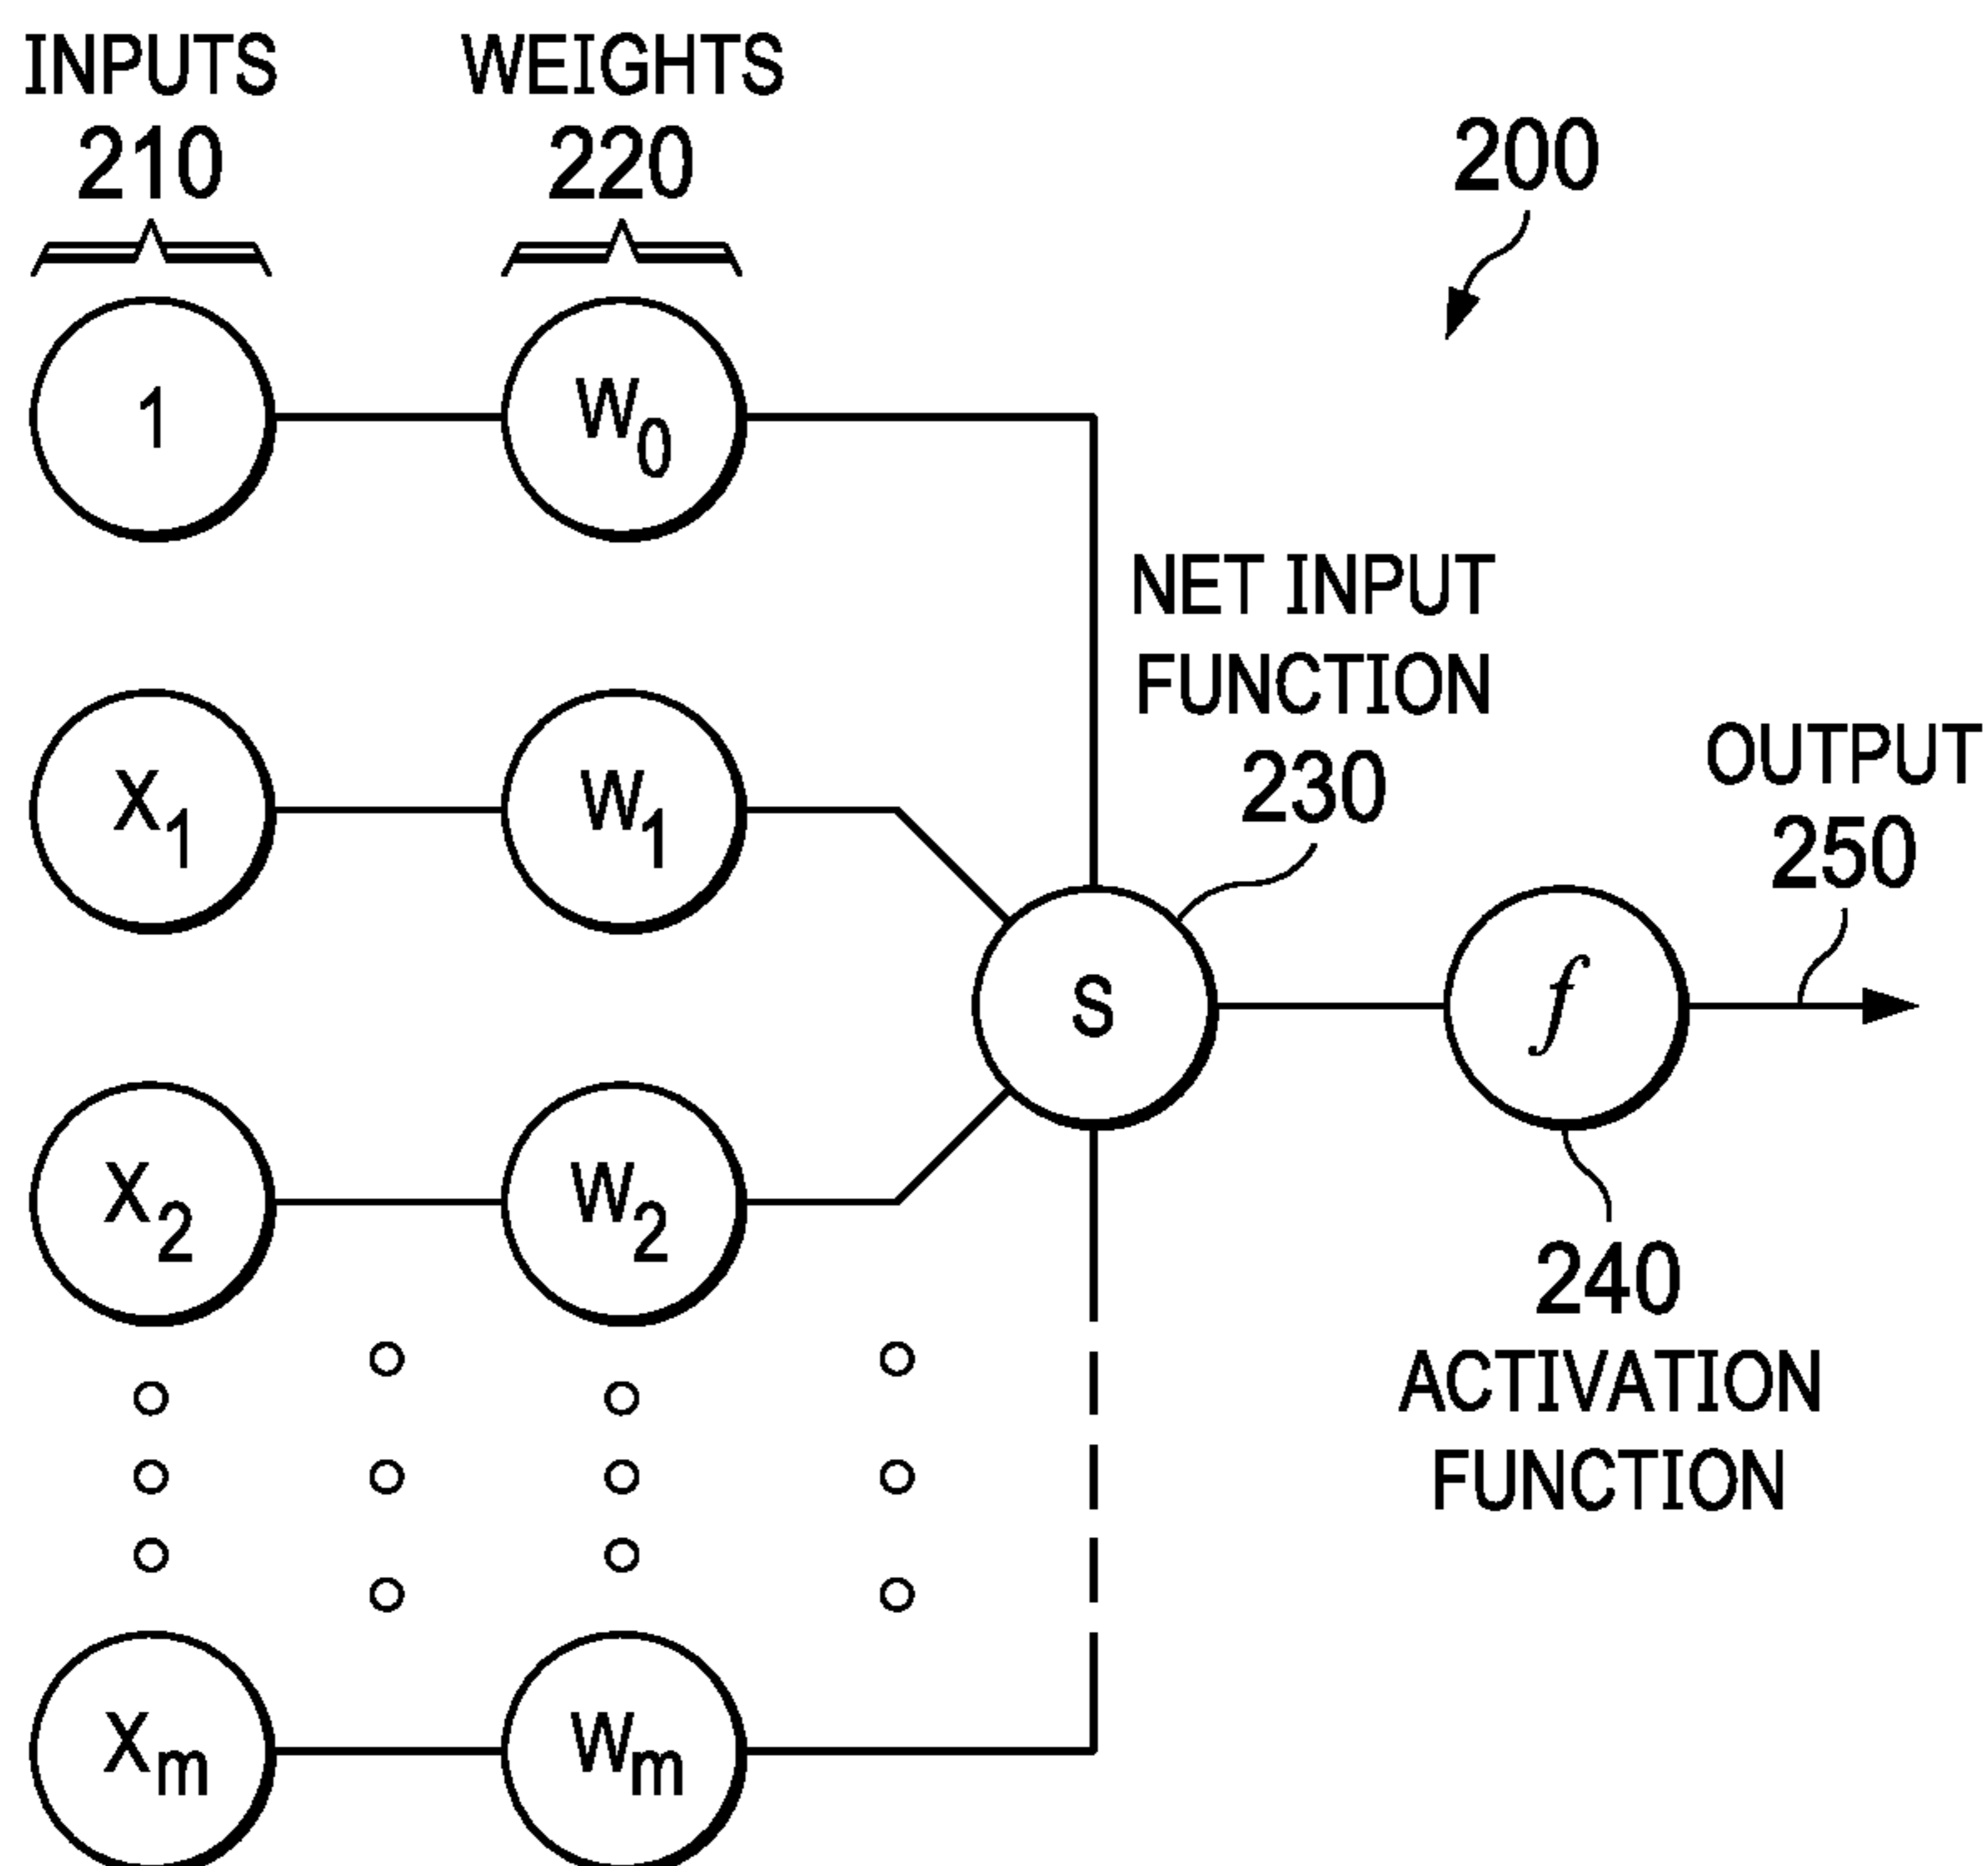 INPUTS
210
WEIGHTS
220
200
1
W0
NET INPUT
FUNCTION
230
OUTPUT
250
X1
W1
S
f
X2
W2
240
ACTIVATION
FUNCTION
Xm
Wm